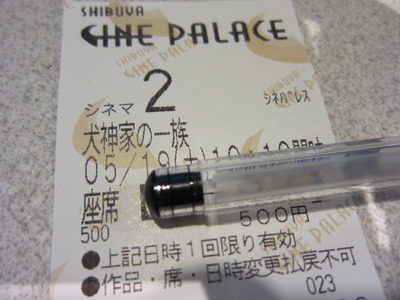 SHIBUYA
CINE PALACE
シネマ 2 シネパレス
犬神家の一族
05/19(土)
座席
500円
500
●上記日時1回限り有効
●作品・席・日時変更払戻不可
023